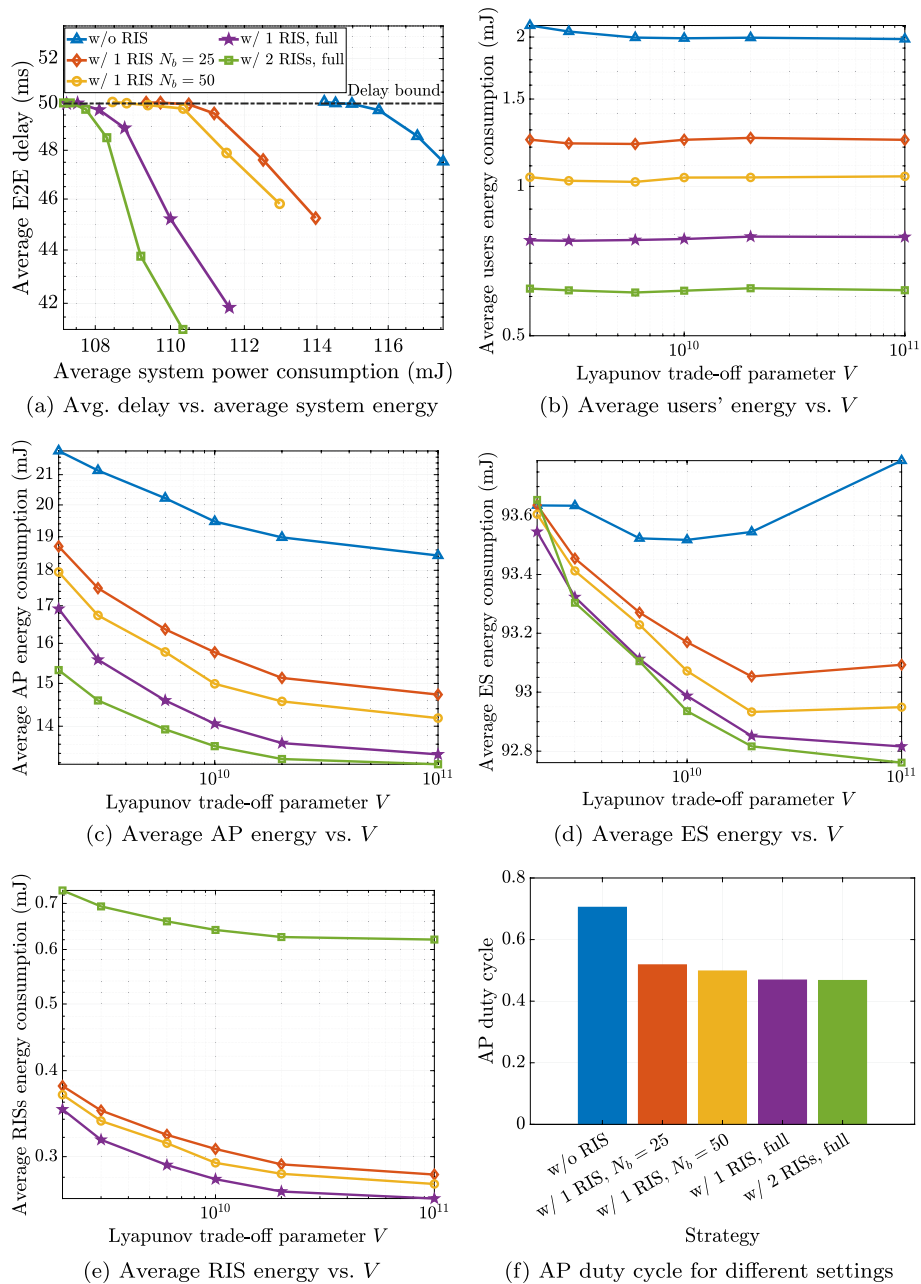 w/o RIS
w/ 1 RIS, full
w/ 1 RIS N_b = 25
w/ 2 RISs, full
w/ 1 RIS N_b = 50
Delay bound
52
50
48
46
44
42
Average E2E delay (ms)
108
110
112
114
116
Average system power consumption (mJ)
(a) Avg. delay vs. average system energy
2
1.5
1
0.5
Average users energy consumption (mJ)
10^10
10^11
Lyapunov trade-off parameter V
(b) Average users' energy vs. V
21
20
19
18
17
16
15
14
Average AP energy consumption (mJ)
10^10
10^11
Lyapunov trade-off parameter V
(c) Average AP energy vs. V
93.6
93.4
93.2
93
92.8
Average ES energy consumption (mJ)
10^10
10^11
Lyapunov trade-off parameter V
(d) Average ES energy vs. V
0.7
0.6
0.5
0.4
0.3
Average RISs energy consumption (mJ)
10^10
10^11
Lyapunov trade-off parameter V
(e) Average RIS energy vs. V
0.8
0.6
0.4
0.2
0
AP duty cycle
w/o RIS
w/ 1 RIS, N_b = 25
w/ 1 RIS, N_b = 50
w/ 1 RIS, full
w/ 2 RISs, full
Strategy
(f) AP duty cycle for different settings